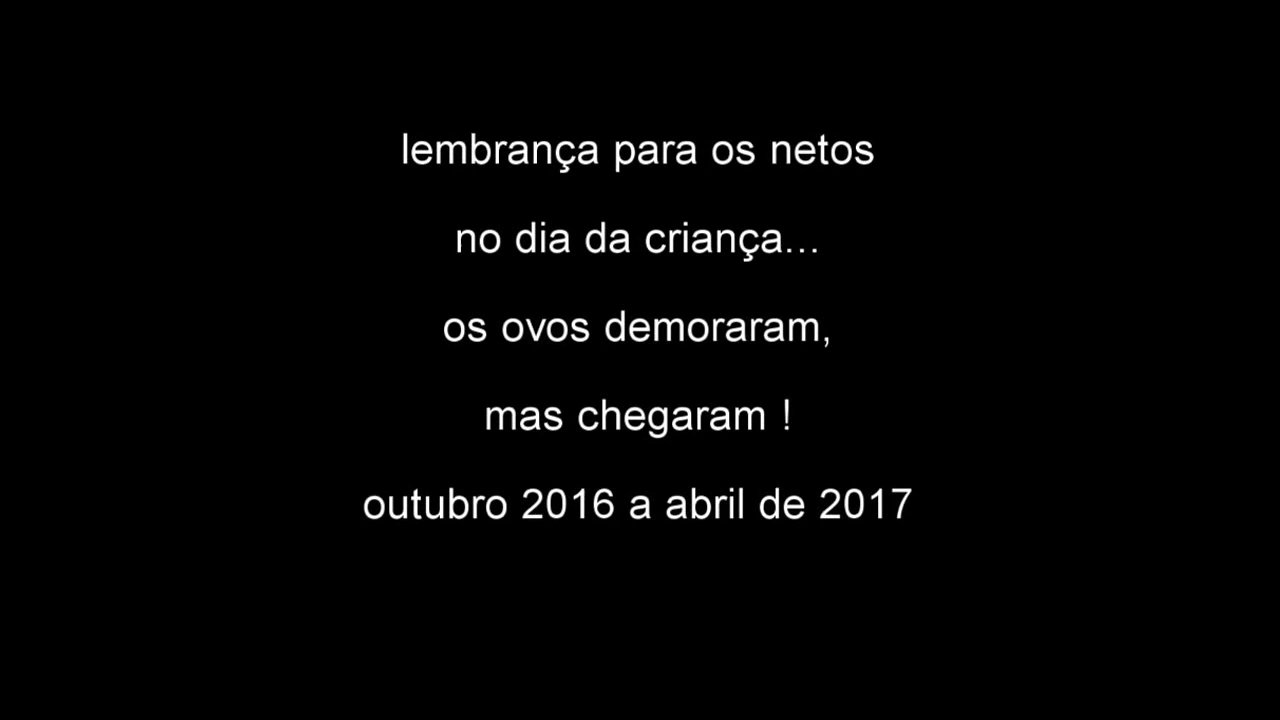 lembrança para os netos
no dia da criança...
os ovos demoraram,
mas chegaram !
outubro 2016 a abril de 2017